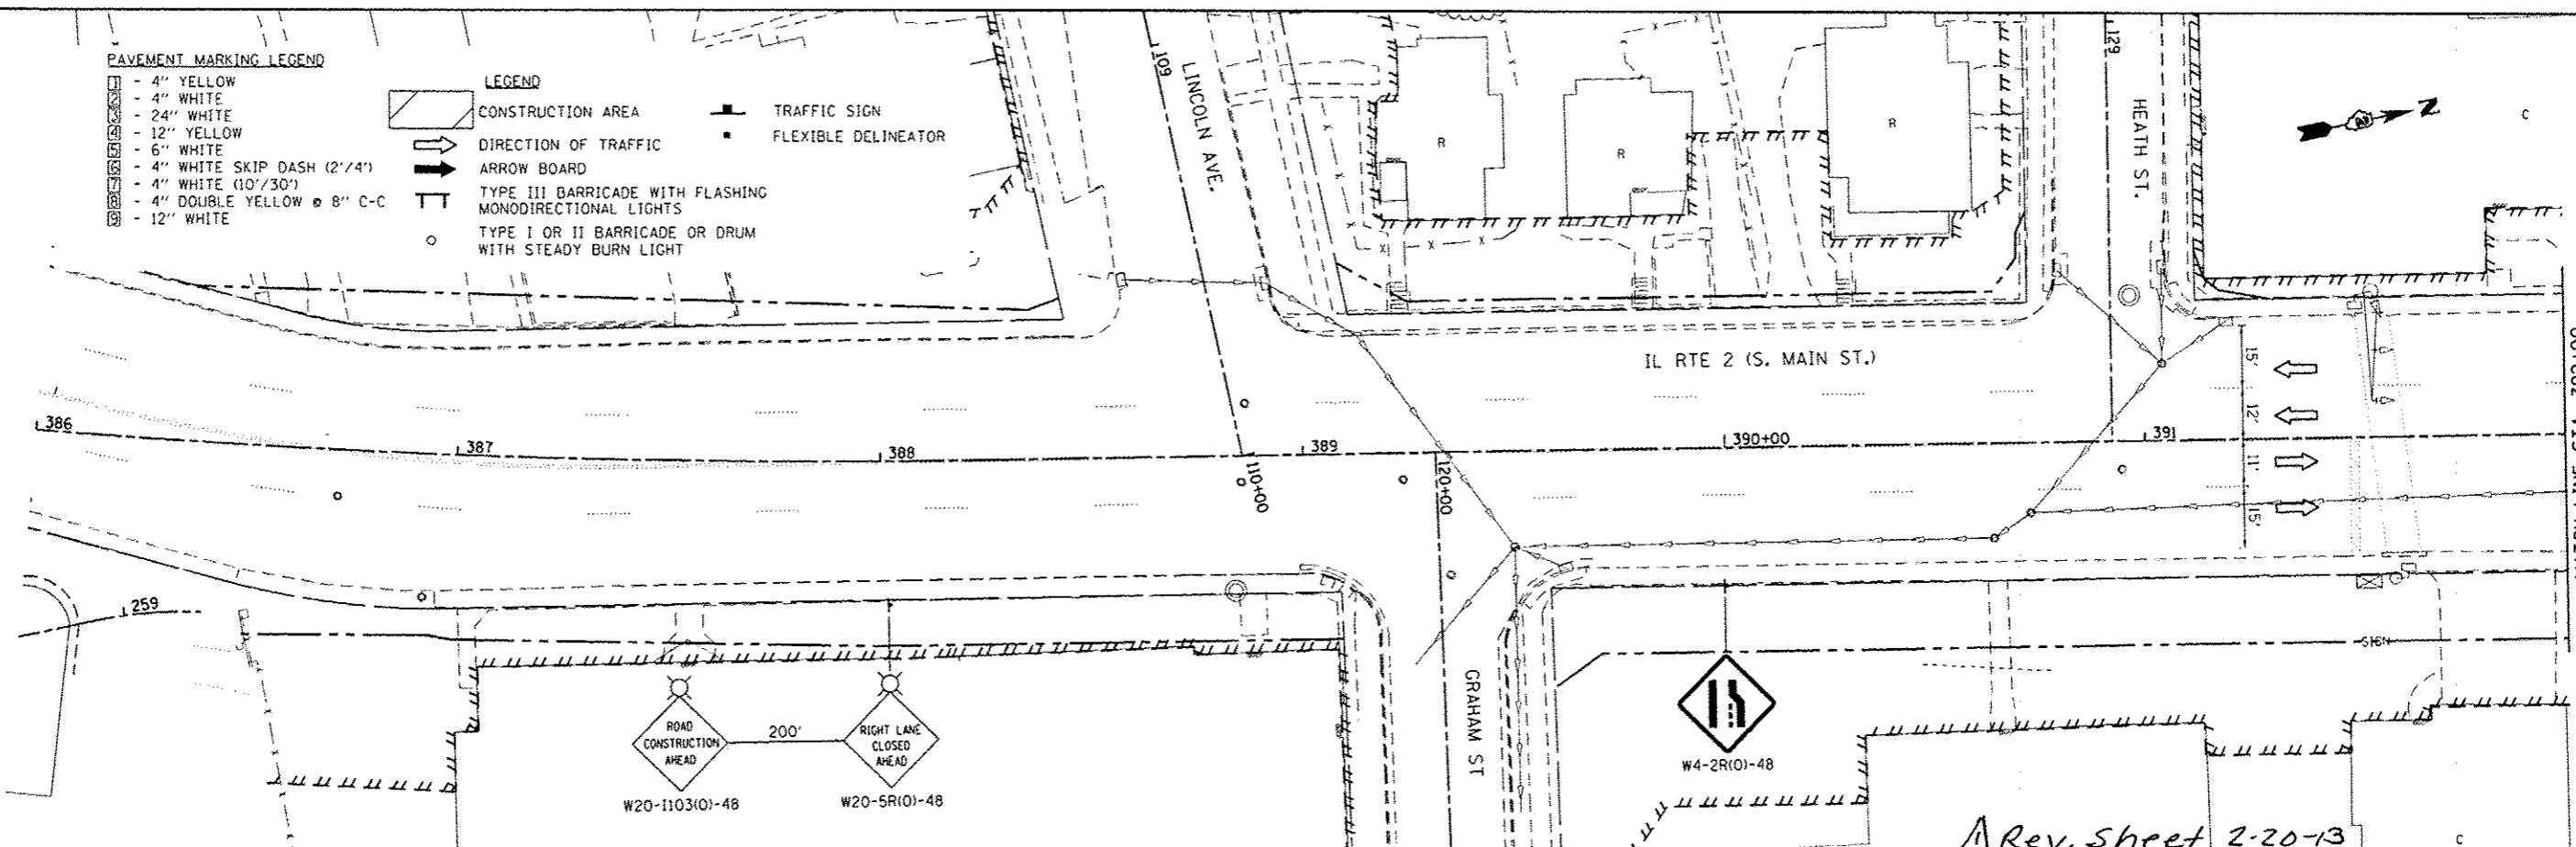 PAVEMENT MARKING LEGEND
1 - 4" YELLOW
2 - 4" WHITE
3 - 24" WHITE
4 - 12" YELLOW
5 - 6" WHITE
6 - 4" WHITE SKIP DASH (2'/4')
7 - 4" WHITE (10'/30')
8 - 4" DOUBLE YELLOW @ 8" C-C
9 - 12" WHITE
LEGEND
CONSTRUCTION AREA
DIRECTION OF TRAFFIC
ARROW BOARD
TYPE III BARRICADE WITH FLASHING
MONODIRECTIONAL LIGHTS
TYPE I OR II BARRICADE OR DRUM
WITH STEADY BURN LIGHT
TRAFFIC SIGN
FLEXIBLE DELINEATOR
109
LINCOLN AVE.
R
R
R
129
HEATH ST.
N
C
IL RTE 2 (S. MAIN ST.)
15'
12'
11'
15'
386
387
388
389
390+00
391
110+00
120+00
259
GRAHAM ST
SIGN
ROAD
CONSTRUCTION
AHEAD
200'
RIGHT LANE
CLOSED
AHEAD
W20-I103(O)-48
W20-5R(O)-48
W4-2R(O)-48
1 Rev. Sheet 2-20-13
C